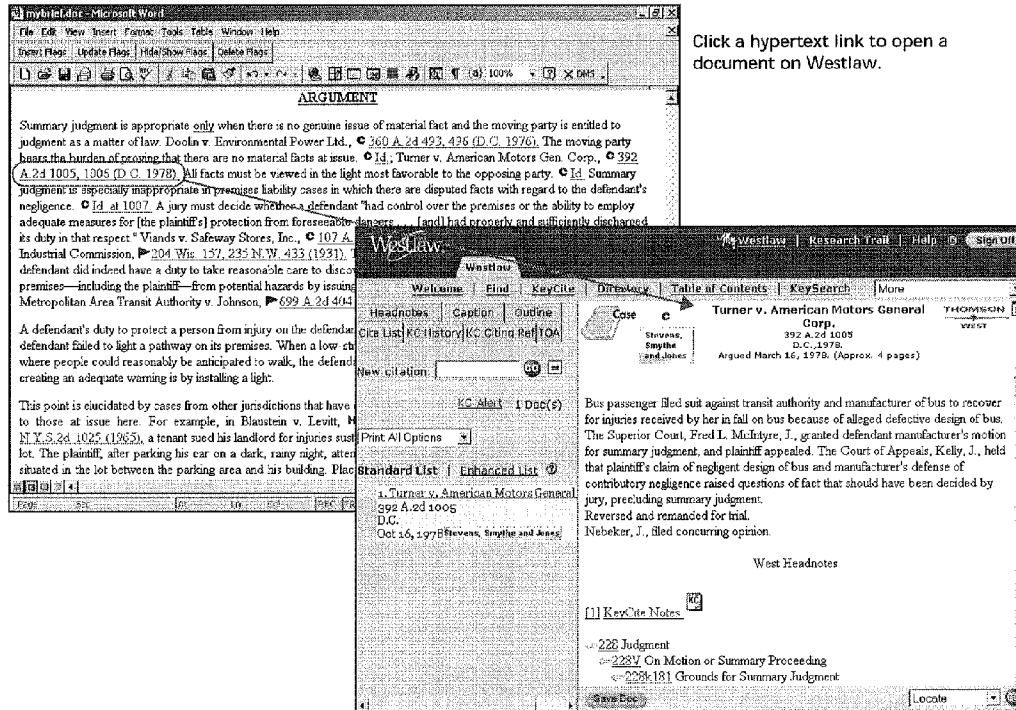 mybrief.doc - Microsoft Word
File Edit View Insert Format Tools Table Window Help
Insert Flags Update Flags Hide/Show Flags Delete Flags
100%
ARGUMENT
Summary judgment is appropriate only when there is no genuine issue of material fact and the moving party is entitled to
judgment as a matter of law. Doolin v. Environmental Power Ltd., C 360 A.2d 493, 496 (D.C. 1976). The moving party
bears the burden of proving that there are no material facts at issue. C Id.; Turner v. American Motors Gen. Corp., C 392
A.2d 1005, 1006 (D.C. 1978). All facts must be viewed in the light most favorable to the opposing party. C Id. Summary
judgment is especially inappropriate in premises liability cases in which there are disputed facts with regard to the defendant's
negligence. C Id. at 1007. A jury must decide whether a defendant "had control over the premises or the ability to employ
adequate measures for [the plaintiff's] protection from foreseeable dangers ... [and] had properly and sufficiently discharged
its duty in that respect." Viands v. Safeway Stores, Inc., C 107 A.
Industrial Commission, 204 Wis. 157, 235 N.W. 433 (1931).
defendant did indeed have a duty to take reasonable care to disco
premises—including the plaintiff—from potential hazards by issuing
Metropolitan Area Transit Authority v. Johnson, 699 A.2d 404
A defendant's duty to protect a person from injury on the defendan
defendant failed to light a pathway on its premises. When a low-
where people could reasonably be anticipated to walk, the defend
creating an adequate warning is by installing a light.
This point is elucidated by cases from other jurisdictions that have
to those at issue here. For example, in Blaustein v. Levitt,
N.Y.S.2d 1025 (1965), a tenant sued his landlord for injuries sust
lot. The plaintiff, after parking his car on a dark, rainy night, atten
situated in the lot between the parking area and his building. Plac
Click a hypertext link to open a
document on Westlaw.
Westlaw
My Westlaw | Research Trail | Help Sign Off
Westlaw
Welcome | Find | KeyCite | Directory | Table of Contents | KeySearch More
Headnotes Caption Outline
Cite List KC History KC Citing Ref TOA
New citation: GO
KC Alert 1 Doc(s)
Print All Options
Standard List | Enhanced List
1. Turner v. American Motors General
392 A.2d 1005
D.C.
Oct 16, 1978 Stevens, Smythe and Jones
Case C
Stevens,
Smythe
and Jones
Turner v. American Motors General
Corp.
392 A.2d 1005
D.C.,1978.
Argued March 16, 1978. (Approx. 4 pages)
THOMSON
WEST
Bus passenger filed suit against transit authority and manufacturer of bus to recover
for injuries received by her in fall on bus because of alleged defective design of bus.
The Superior Court, Fred L. McIntyre, J., granted defendant manufacturer's motion
for summary judgment, and plaintiff appealed. The Court of Appeals, Kelly, J., held
that plaintiff's claim of negligent design of bus and manufacturer's defense of
contributory negligence raised questions of fact that should have been decided by
jury, precluding summary judgment.
Reversed and remanded for trial.
Nebeker, J., filed concurring opinion.
West Headnotes
[1] KeyCite Notes KC
228 Judgment
228V On Motion or Summary Proceeding
228k181 Grounds for Summary Judgment
Save Doc
Locate